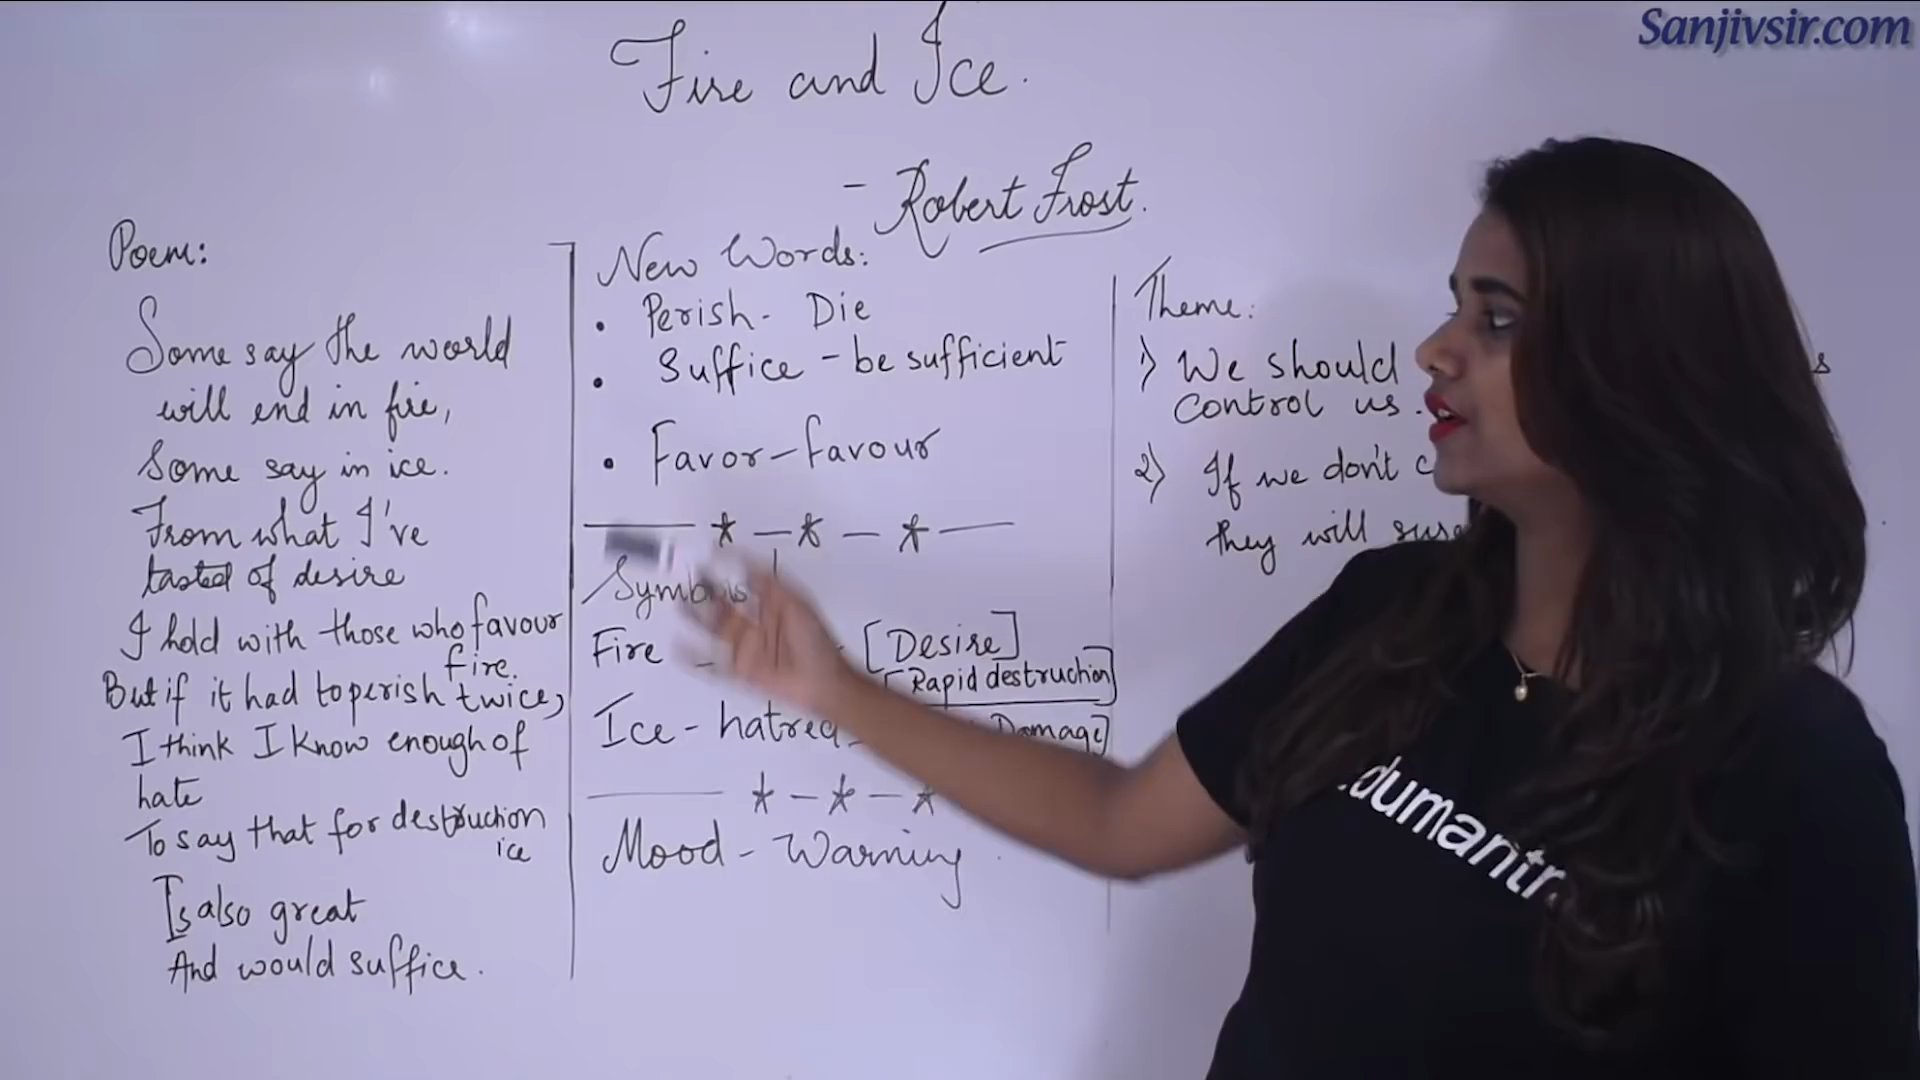 Sanjivsir.com
Fire and Ice.
- Robert Frost.
Poem:
Some say the world
will end in fire,
Some say in ice.
From what I've
tasted of desire
I hold with those who favour
fire.
But if it had to perish twice,
I think I know enough of
hate
To say that for destruction
ice
Is also great
And would suffice.
New Words:
• Perish - Die
• Suffice - be sufficient
• Favor - favour
Symbols
Fire - [Desire]
[Rapid destruction]
Ice - hatred Damage]
Mood - Warning
Theme:
1) We should
control us.
2) If we don't
they will
dumantr